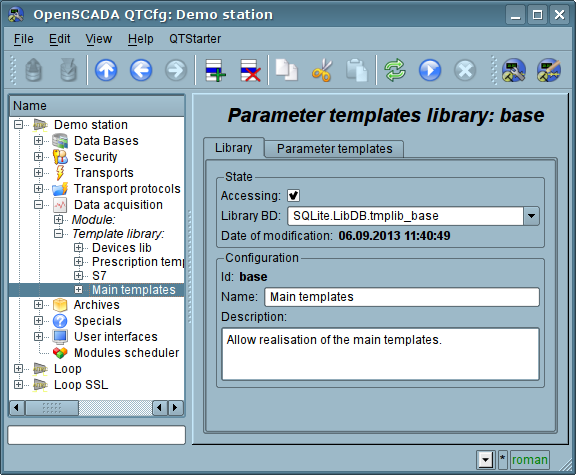 OpenSCADA QTCfg: Demo station
File Edit View Help QTStarter
Name
Demo station
Data Bases
Security
Transports
Transport protocols
Data acquisition
Module:
Template library:
Devices lib
Prescription temp
S7
Main templates
Archives
Specials
User interfaces
Modules scheduler
Loop
Loop SSL
Parameter templates library: base
Library Parameter templates
State
Accessing:
Library BD: SQLite.LibDB.tmplib_base
Date of modification: 06.09.2013 11:40:49
Configuration
Id: base
Name: Main templates
Description:
Allow realisation of the main templates.
* roman